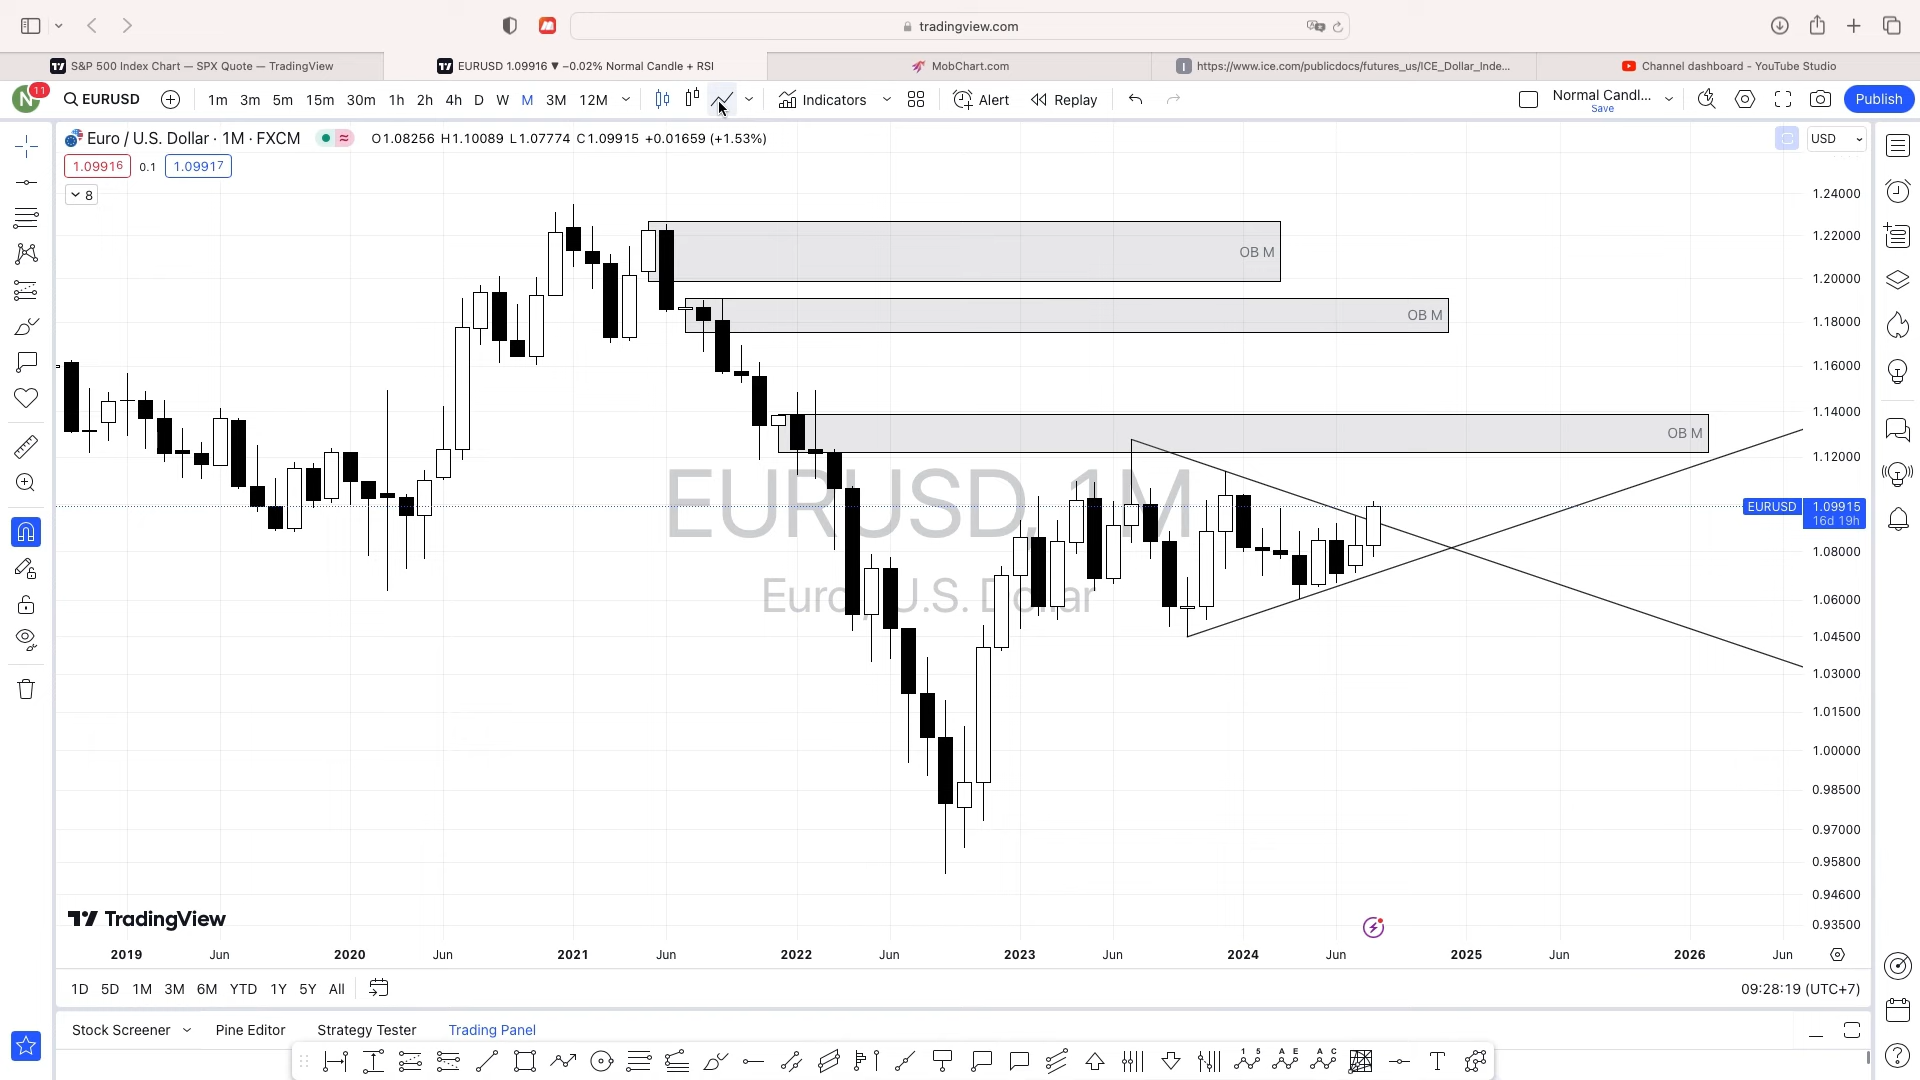 tradingview.com
S&P 500 Index Chart — SPX Quote — TradingView
EURUSD 1.09916 ▼ −0.02% Normal Candle + RSI
MobChart.com
https://www.ice.com/publicdocs/futures_us/ICE_Dollar_Inde...
Channel dashboard - YouTube Studio
N 11
EURUSD
1m 3m 5m 15m 30m 1h 2h 4h D W M 3M 12M
Indicators
Alert
Replay
Normal Candl...
Save
Publish
Euro / U.S. Dollar · 1M · FXCM
O1.08256 H1.10089 L1.07774 C1.09915 +0.01659 (+1.53%)
USD
1.09916 0.1 1.09917
8
1.24000
1.22000
OB M
1.20000
OB M
1.18000
1.16000
1.14000
OB M
1.12000
EURUSD, 1M
EURUSD 1.09915
16d 19h
1.08000
Euro / U.S. Dollar
1.06000
1.04500
1.03000
1.01500
1.00000
0.98500
0.97000
0.95800
0.94600
TradingView
0.93500
2019 Jun 2020 Jun 2021 Jun 2022 Jun 2023 Jun 2024 Jun 2025 Jun 2026 Jun
1D 5D 1M 3M 6M YTD 1Y 5Y All
09:28:19 (UTC+7)
Stock Screener Pine Editor Strategy Tester Trading Panel